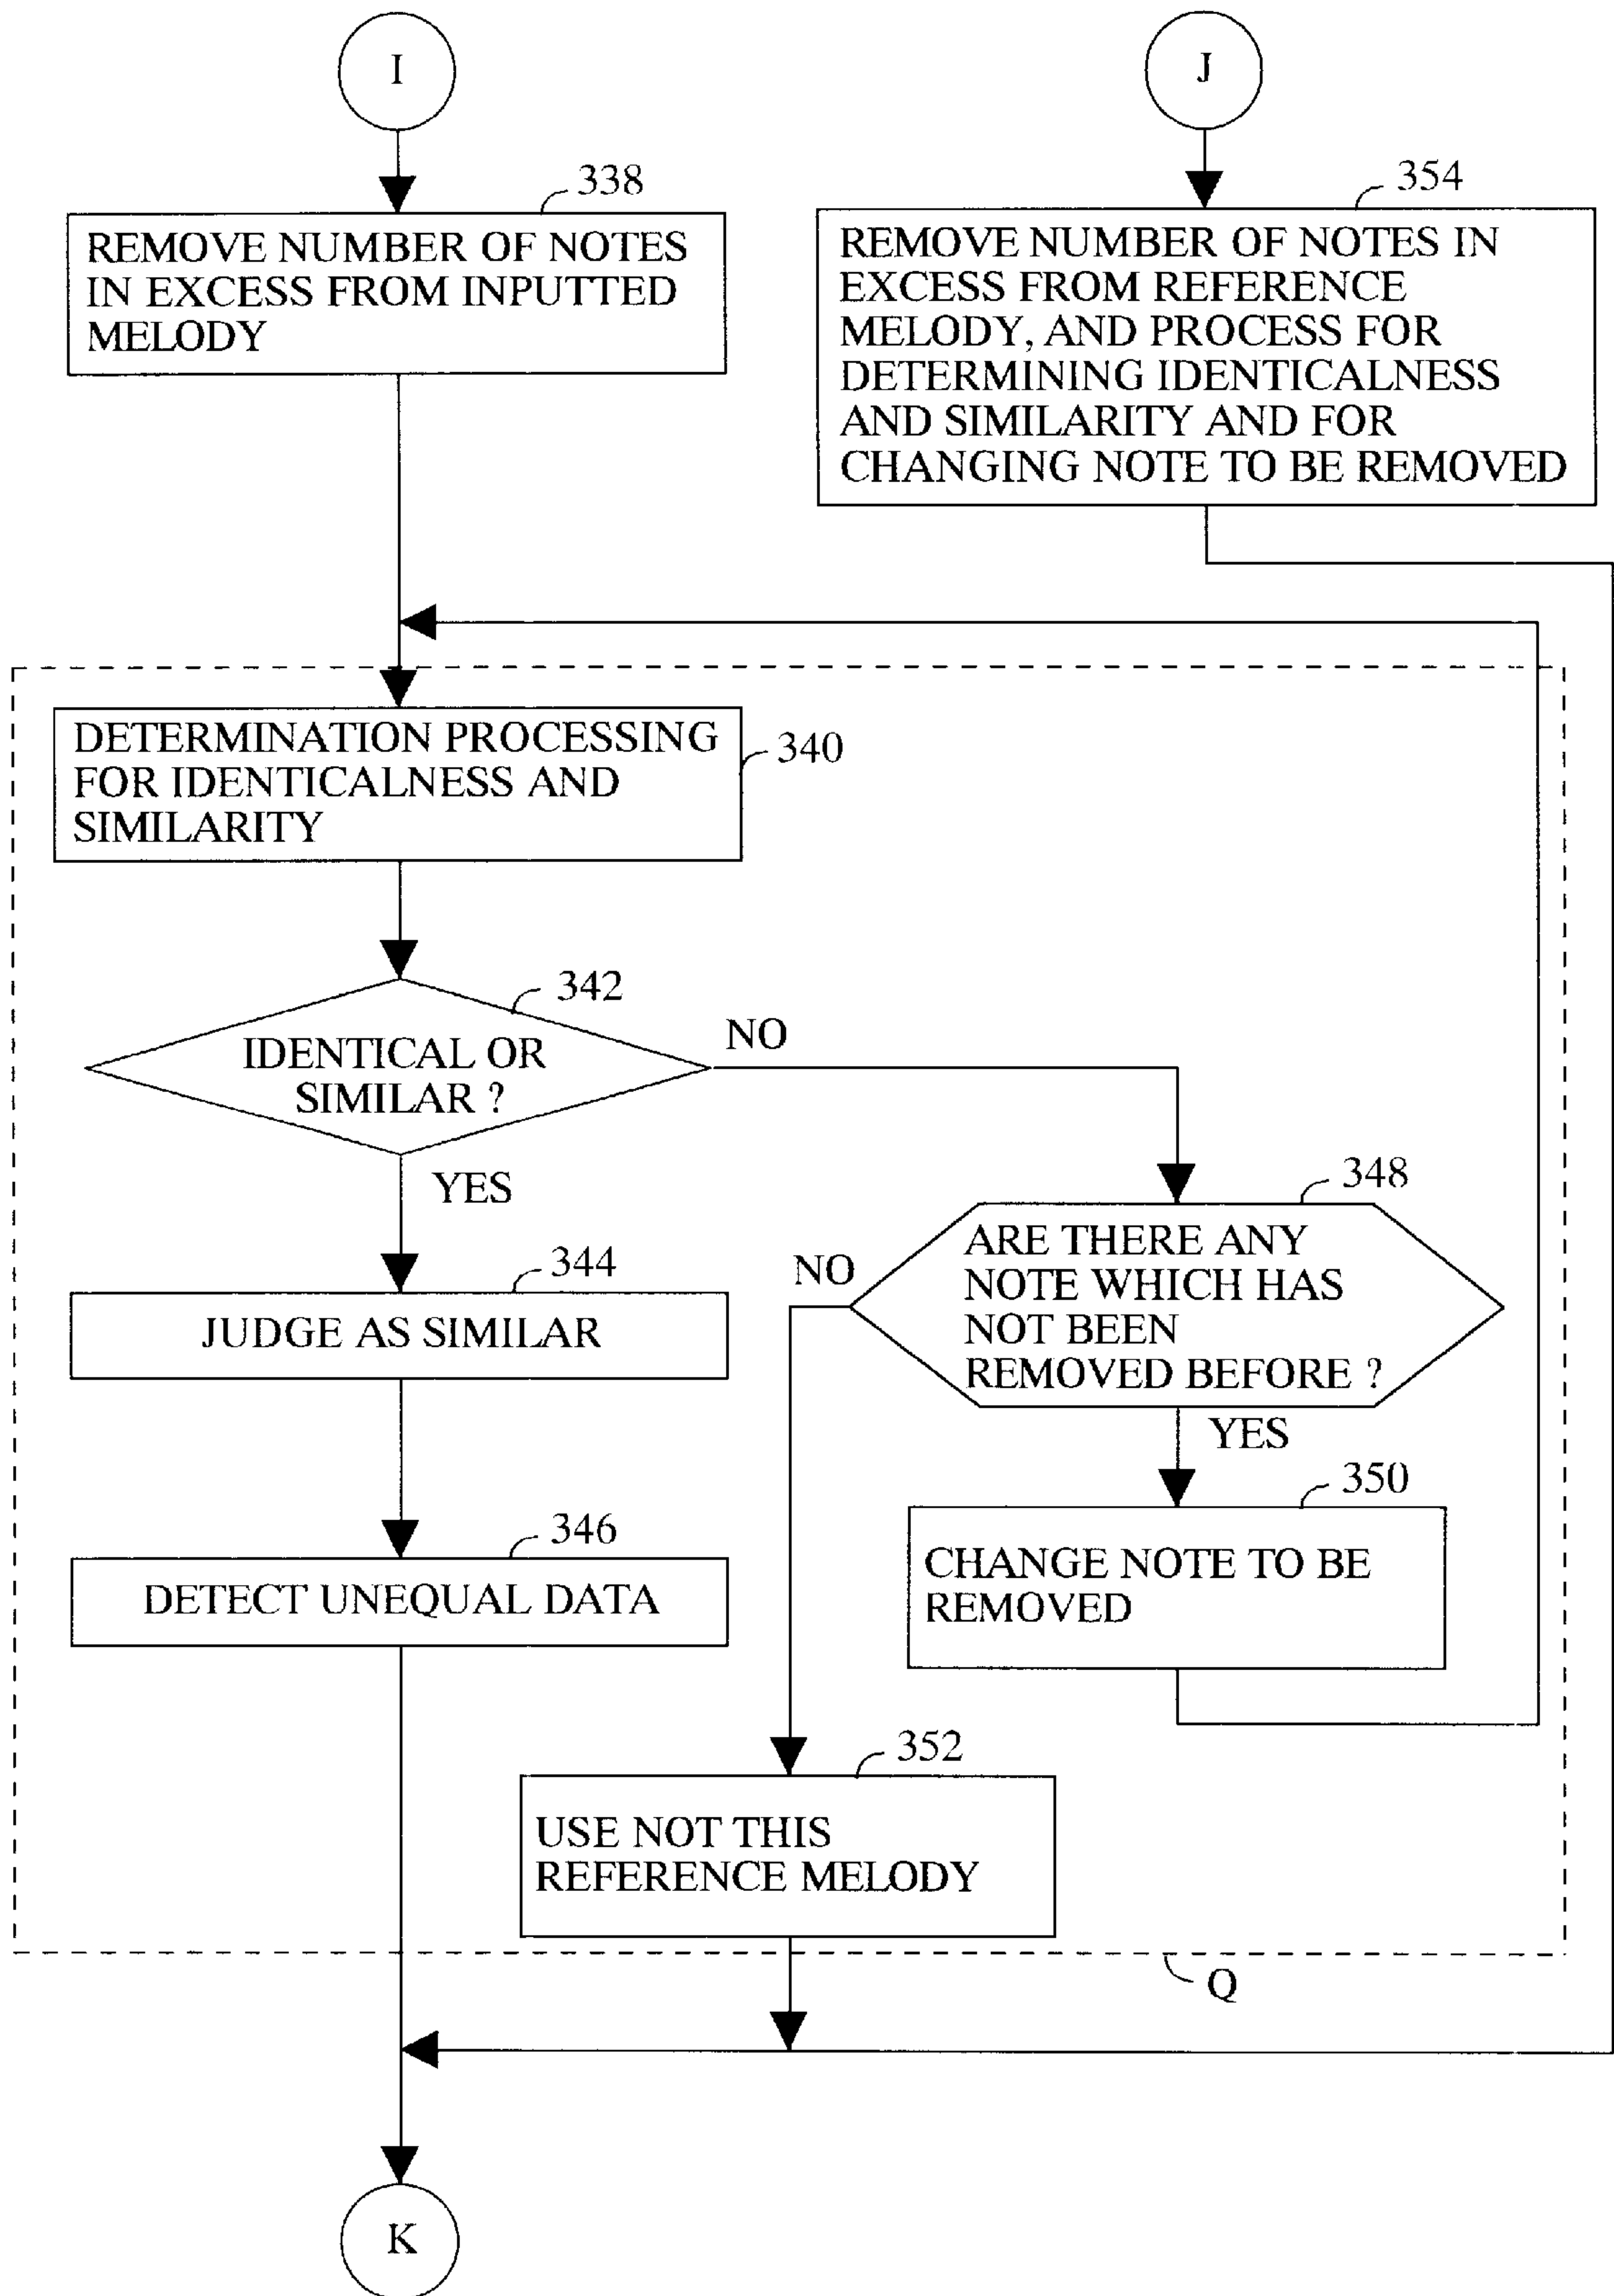 I
J
338
REMOVE NUMBER OF NOTES
IN EXCESS FROM INPUTTED
MELODY
354
REMOVE NUMBER OF NOTES IN
EXCESS FROM REFERENCE
MELODY, AND PROCESS FOR
DETERMINING IDENTICALNESS
AND SIMILARITY AND FOR
CHANGING NOTE TO BE REMOVED
DETERMINATION PROCESSING
FOR IDENTICALNESS AND
SIMILARITY
340
342
IDENTICAL OR
SIMILAR ?
NO
YES
344
JUDGE AS SIMILAR
346
DETECT UNEQUAL DATA
348
ARE THERE ANY
NOTE WHICH HAS
NOT BEEN
REMOVED BEFORE ?
NO
YES
350
CHANGE NOTE TO BE
REMOVED
352
USE NOT THIS
REFERENCE MELODY
Q
K